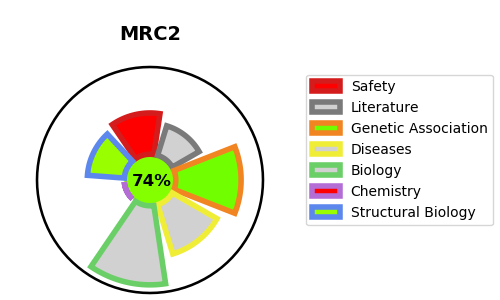 MRC2
74%
Safety
Literature
Genetic Association
Diseases
Biology
Chemistry
Structural Biology